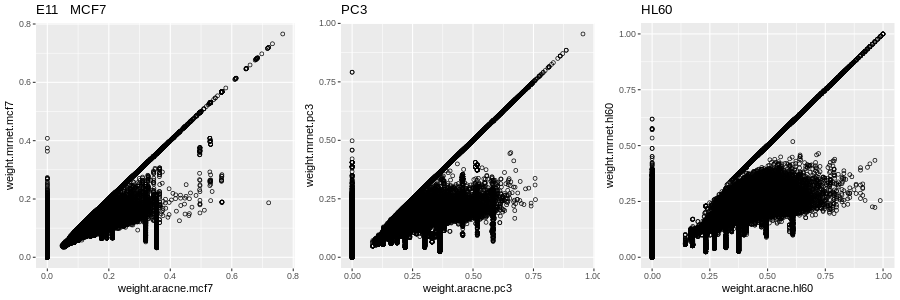 E11 MCF7
0.8
0.6
0.4
0.2
0.0
0.0 0.2 0.4 0.6 0.8
weight.mrnet.mcf7
weight.aracne.mcf7
PC3
1.00
0.75
0.50
0.25
0.00
0.00 0.25 0.50 0.75 1.00
weight.mrnet.pc3
weight.aracne.pc3
HL60
1.00
0.75
0.50
0.25
0.00
0.00 0.25 0.50 0.75 1.00
weight.mrnet.hl60
weight.aracne.hl60